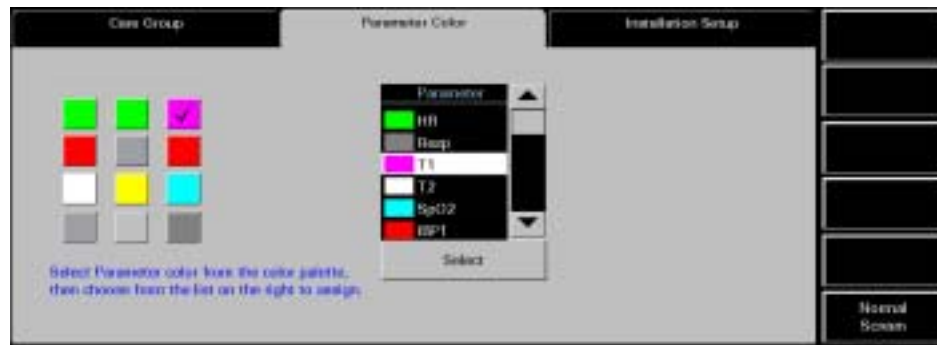 Care Group
Parameter Color
Installation Setup
Parameter
HR
Resp
T1
T2
SpO2
IBP1
Select
Select Parameter color from the color palette,
then choose from the list on the right to assign.
Normal
Screen